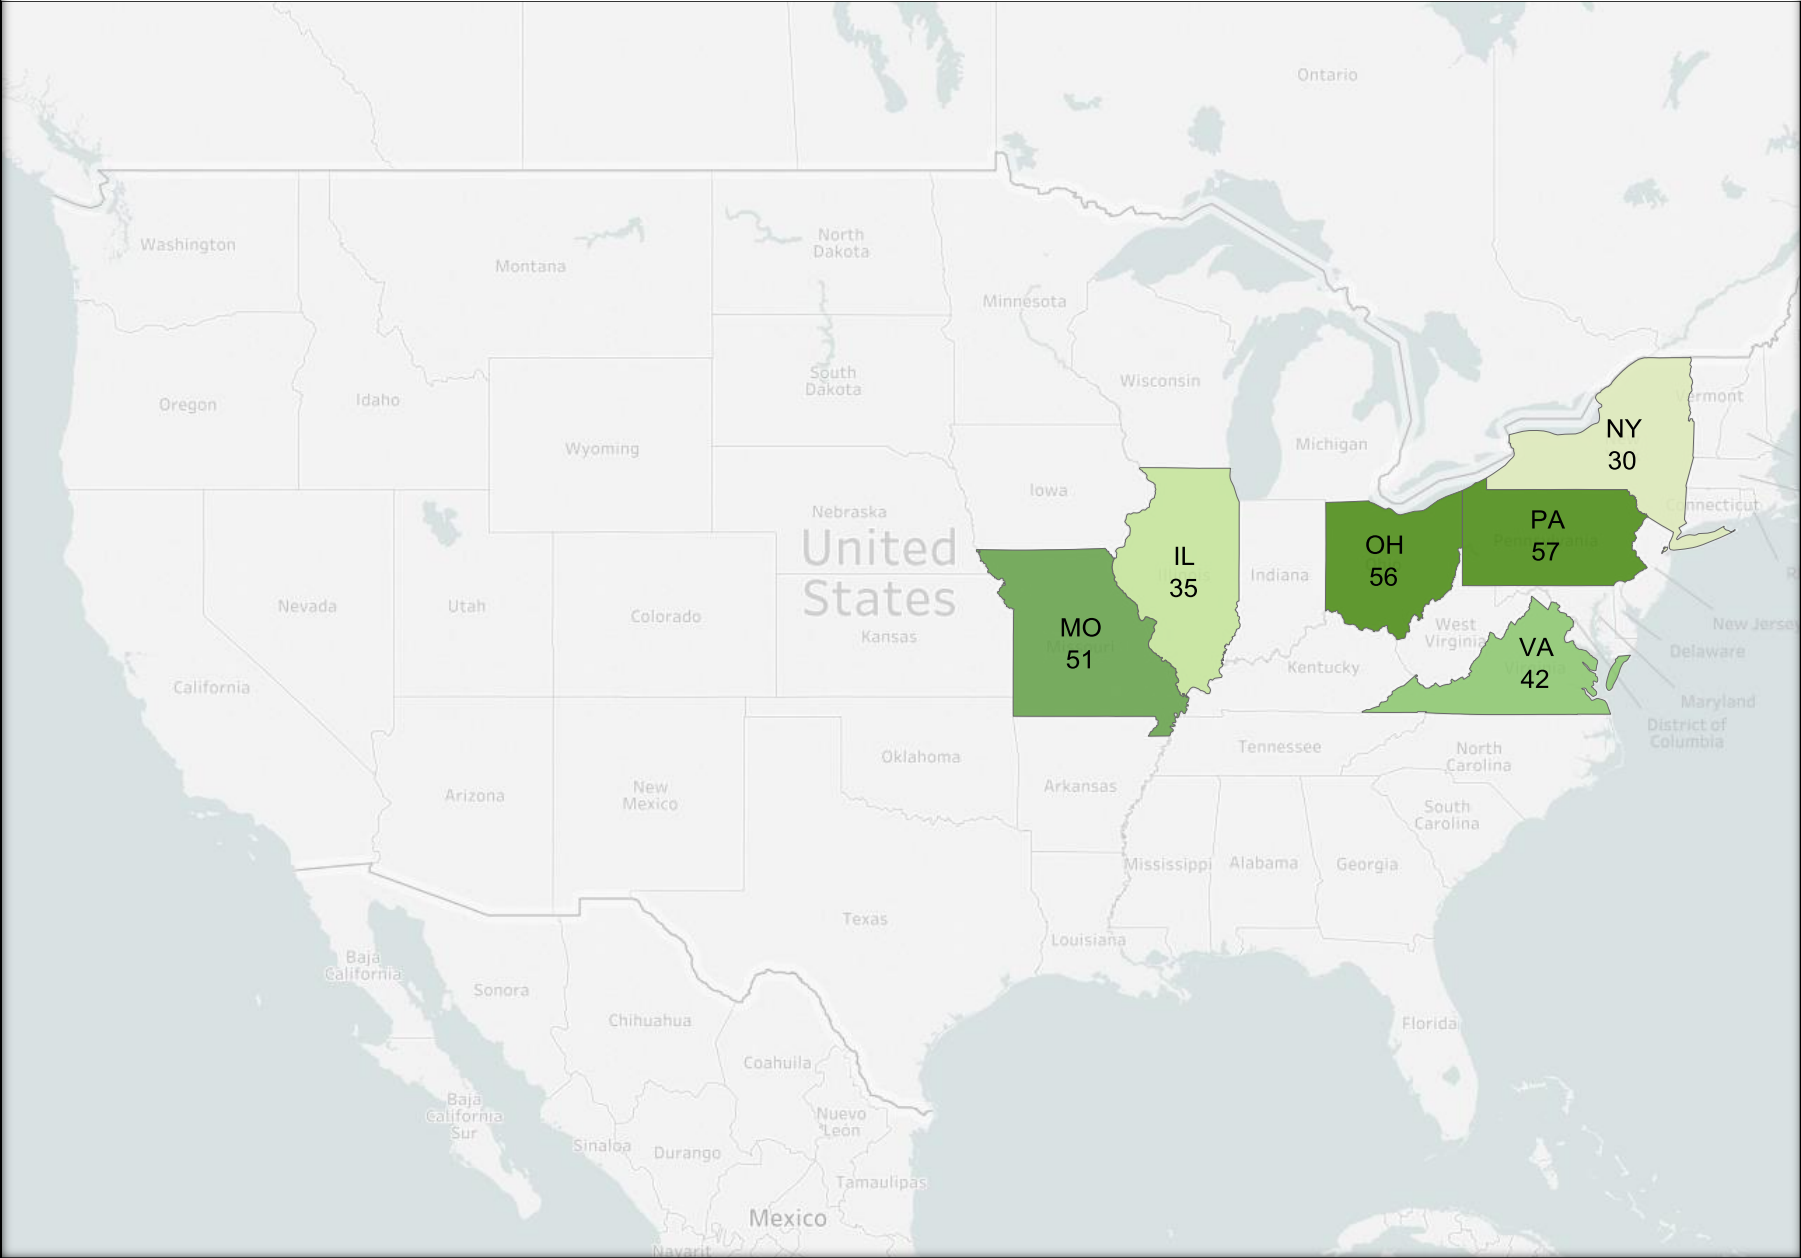 Ontario
Washington
Montana
North
Dakota
Minnesota
South
Dakota
Wisconsin
Oregon
Idaho
Wyoming
Michigan
Vermont
NY
30
Iowa
Nebraska
Connecticut
United
States
IL
35
Indiana
OH
56
PA
57
Nevada
Utah
Colorado
Kansas
MO
51
West
Virginia
VA
42
New Jersey
Delaware
Kentucky
California
Maryland
District of
Columbia
Oklahoma
Tennessee
North
Carolina
Arizona
New
Mexico
Arkansas
South
Carolina
Mississippi
Alabama
Georgia
Texas
Louisiana
Baja
California
Sonora
Chihuahua
Florida
Coahuila
Baja
California
Sur
Nuevo
León
Sinaloa
Durango
Tamaulipas
Mexico
Nayarit